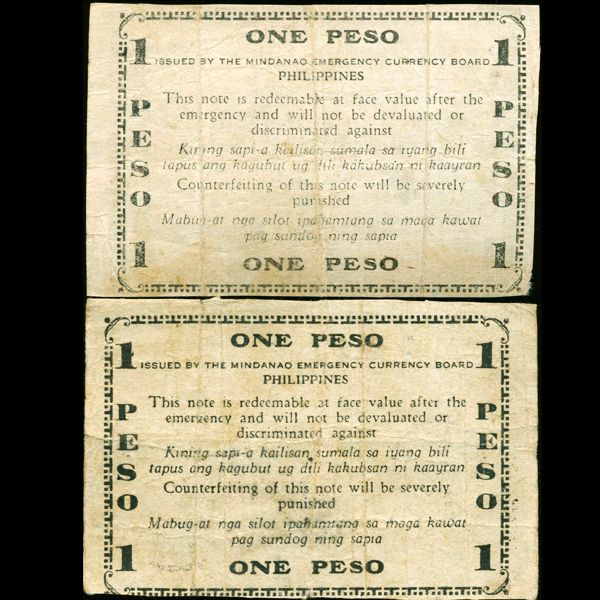 1 ONE PESO 1
ISSUED BY THE MINDANAO EMERGENCY CURRENCY BOARD
PHILIPPINES
This note is redeemable at face value after the
emergency and will not be devaluated or
discriminated against
Kining sapi-a kailisan sumala sa iyang bili
tapus ang kagubut ug dili kakubsan ni kaayran
Counterfeiting of this note will be severely
punished
Mabug-at nga silot ipahamtang sa maga kawat
pag sundog ning sapia
PESO
PESO
1 ONE PESO 1
1 ONE PESO 1
ISSUED BY THE MINDANAO EMERGENCY CURRENCY BOARD
PHILIPPINES
This note is redeemable at face value after the
emergency and will not be devaluated or
discriminated against
Kining sapi-a kailisan sumala sa iyang bili
tapus ang kagubut ug dili kakubsan ni kaayran
Counterfeiting of this note will be severely
punished
Mabug-at nga silot ipahamtang sa maga kawat
pag sundog ning sapia
PESO
PESO
1 ONE PESO 1